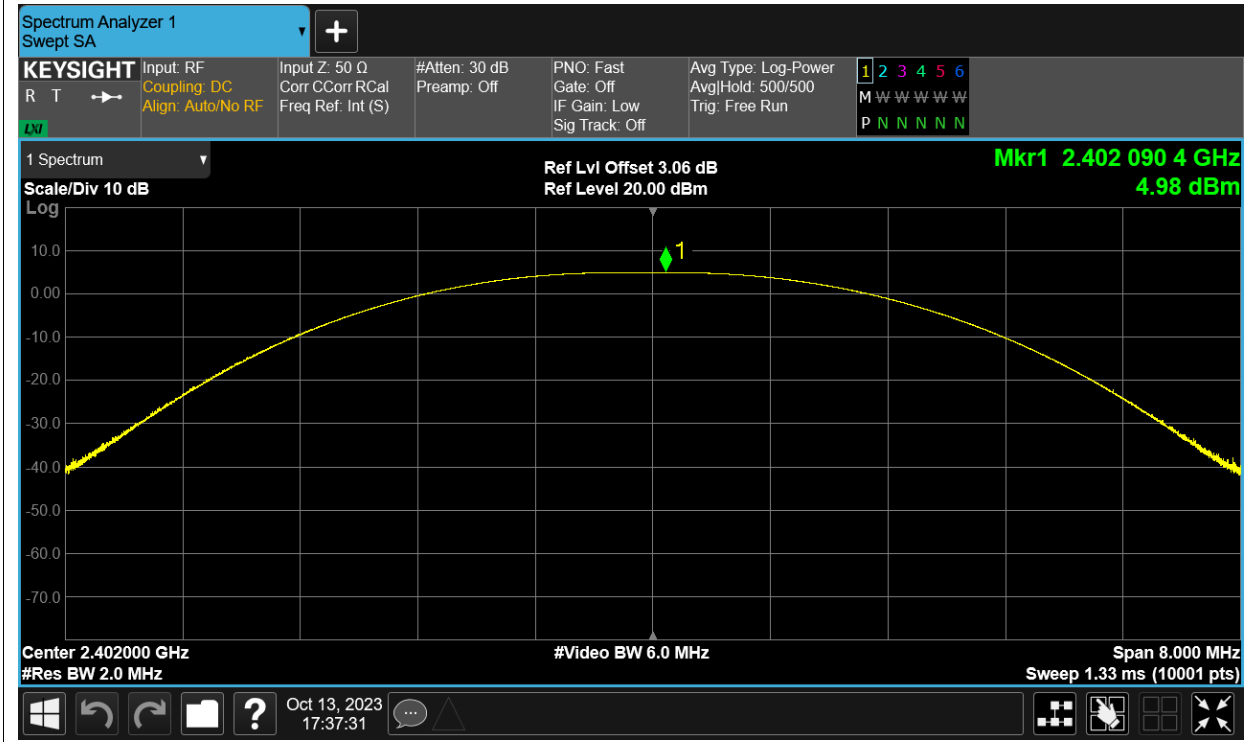 Spectrum Analyzer 1
Swept SA
KEYSIGHT
R T
LXI
Input: RF
Coupling: DC
Align: Auto/No RF
Input Z: 50 Ω
Corr CCorr RCal
Freq Ref: Int (S)
#Atten: 30 dB
Preamp: Off
PNO: Fast
Gate: Off
IF Gain: Low
Sig Track: Off
Avg Type: Log-Power
Avg|Hold: 500/500
Trig: Free Run
1 2 3 4 5 6
M W W W W W
P N N N N N
1 Spectrum
Scale/Div 10 dB
Log
Ref Lvl Offset 3.06 dB
Ref Level 20.00 dBm
Mkr1 2.402 090 4 GHz
4.98 dBm
1
10.0
0.00
-10.0
-20.0
-30.0
-40.0
-50.0
-60.0
-70.0
Center 2.402000 GHz
#Res BW 2.0 MHz
#Video BW 6.0 MHz
Span 8.000 MHz
Sweep 1.33 ms (10001 pts)
?
Oct 13, 2023
17:37:31